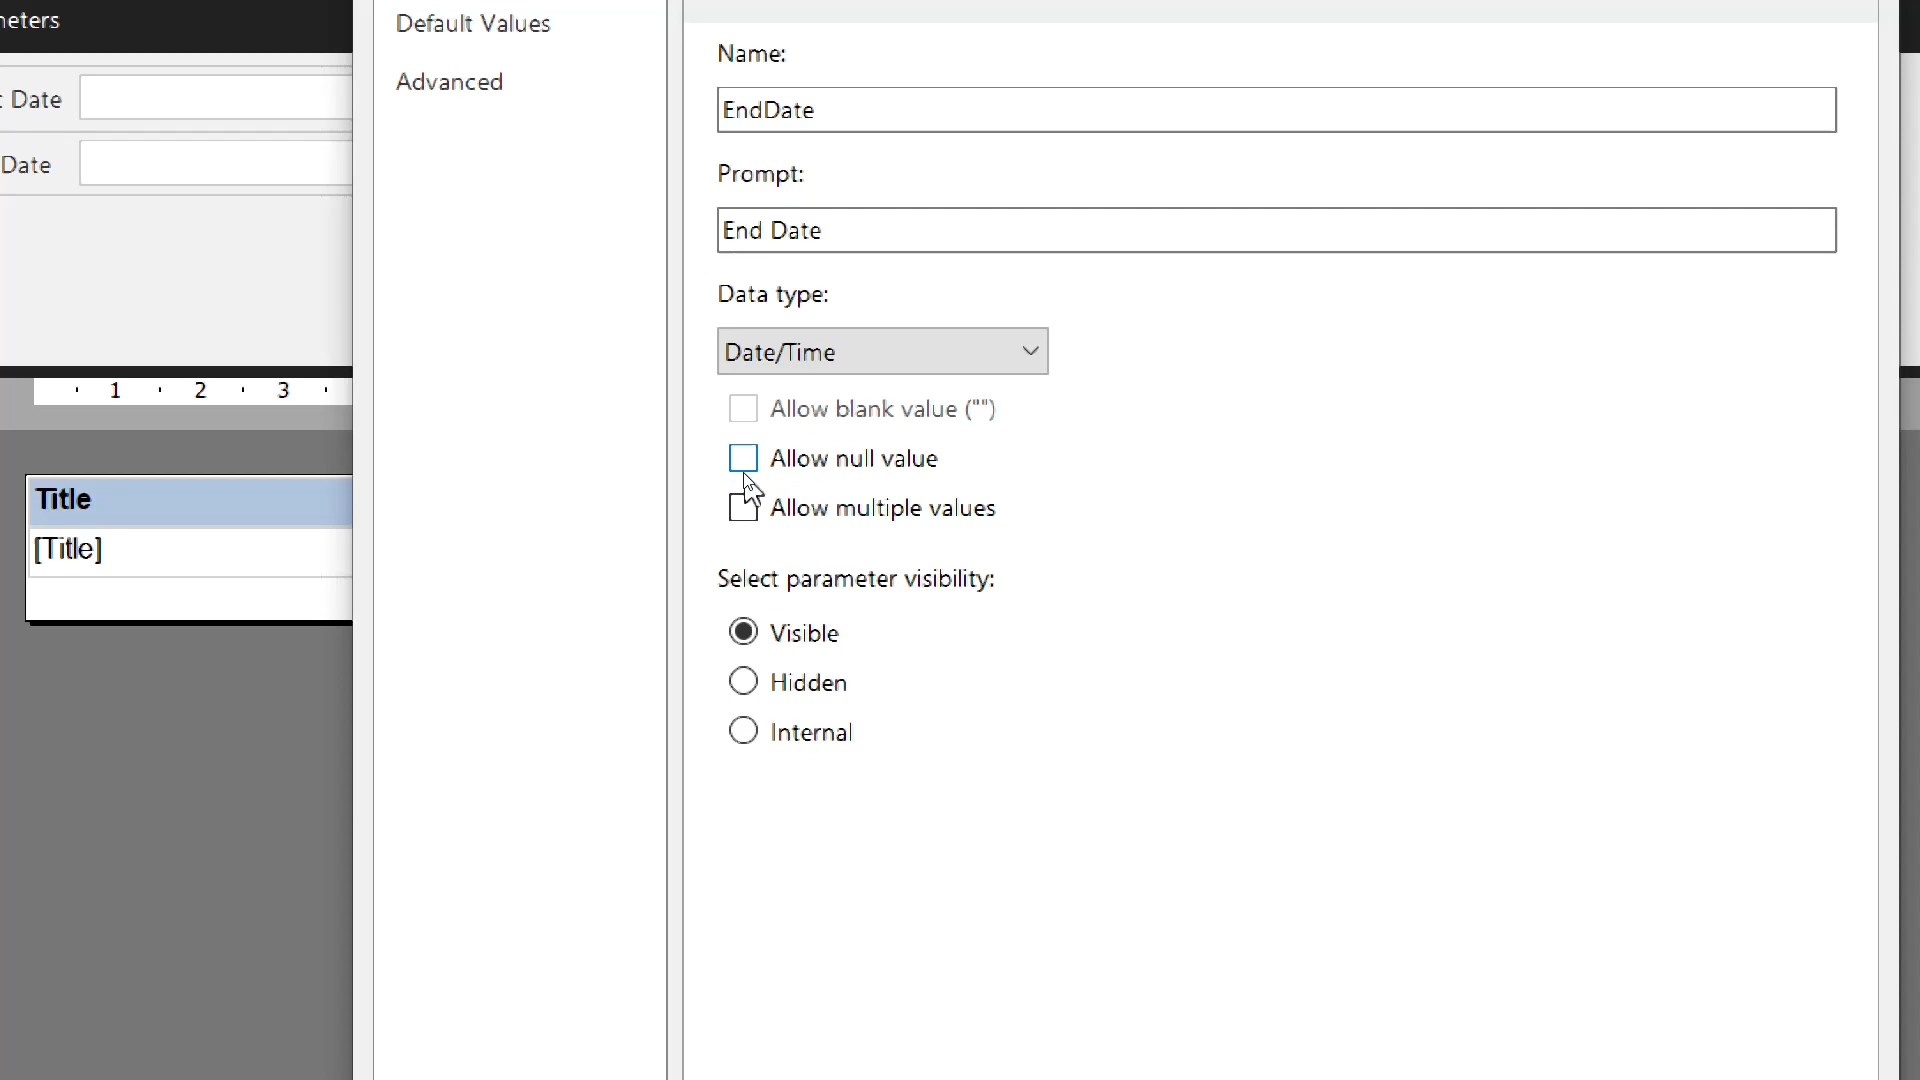 meters
t Date
Date
1 2 3
Title
[Title]
Default Values
Advanced
Name:
EndDate
Prompt:
End Date
Data type:
Date/Time
Allow blank value ("")
Allow null value
Allow multiple values
Select parameter visibility:
Visible
Hidden
Internal